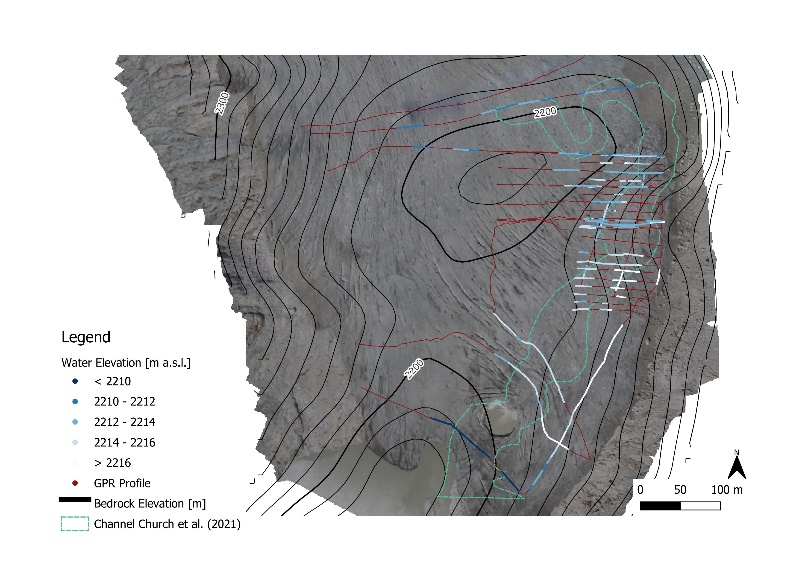 2300
2200
2200
Legend
Water Elevation [m a.s.l.]
< 2210
2210 - 2212
2212 - 2214
2214 - 2216
> 2216
GPR Profile
Bedrock Elevation [m]
Channel Church et al. (2021)
N
0 50 100 m